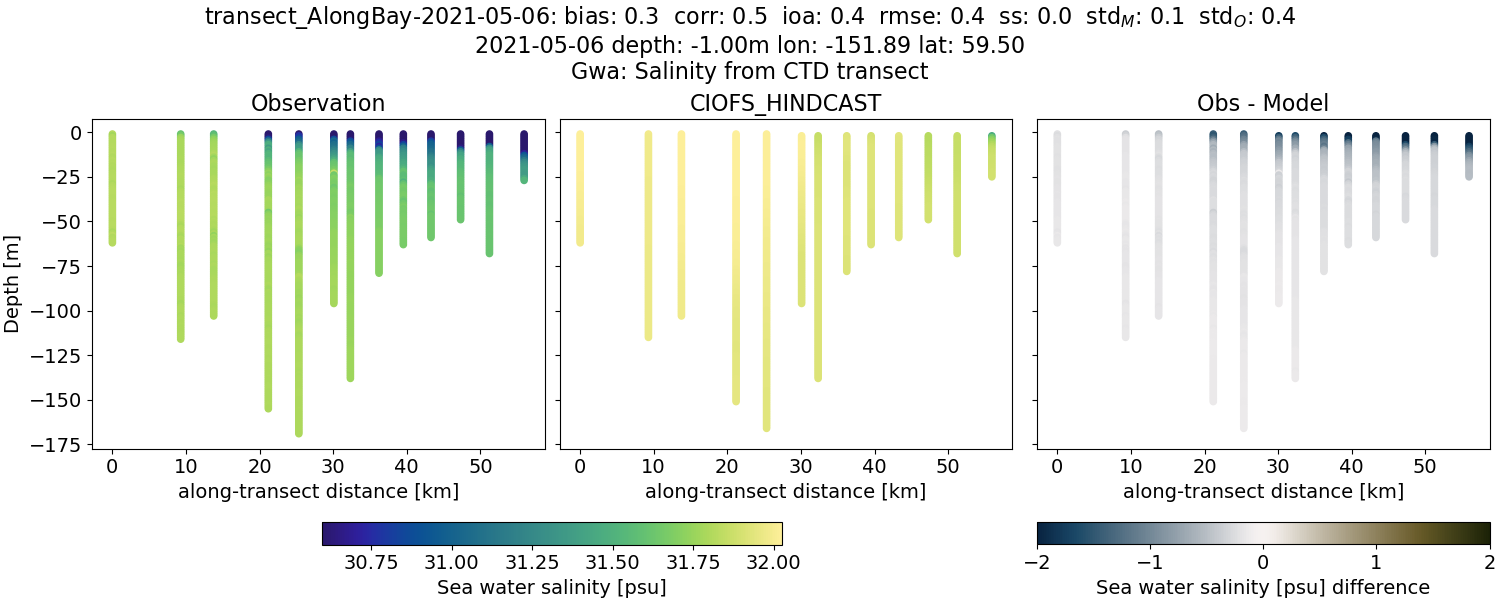 transect_AlongBay-2021-05-06: bias: 0.3 corr: 0.5 ioa: 0.4 rmse: 0.4 ss: 0.0 std_M: 0.1 std_O: 0.4
2021-05-06 depth: -1.00m lon: -151.89 lat: 59.50
Gwa: Salinity from CTD transect
Observation
CIOFS_HINDCAST
Obs - Model
Depth [m]
0
−25
−50
−75
−100
−125
−150
−175
0 10 20 30 40 50
0 10 20 30 40 50
0 10 20 30 40 50
along-transect distance [km]
along-transect distance [km]
along-transect distance [km]
30.75 31.00 31.25 31.50 31.75 32.00
Sea water salinity [psu]
−2 −1 0 1 2
Sea water salinity [psu] difference